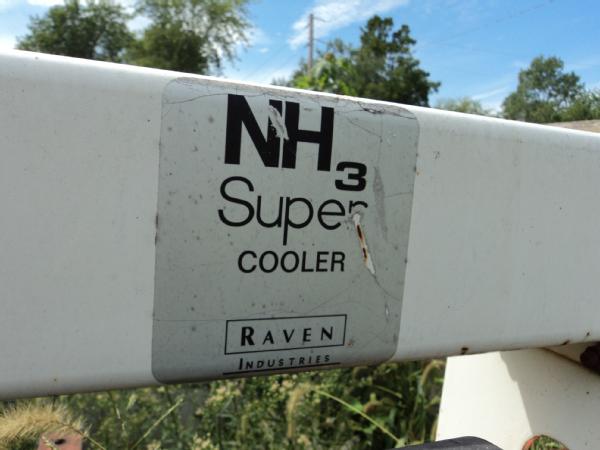 NH3
Super
COOLER
RAVEN
INDUSTRIES